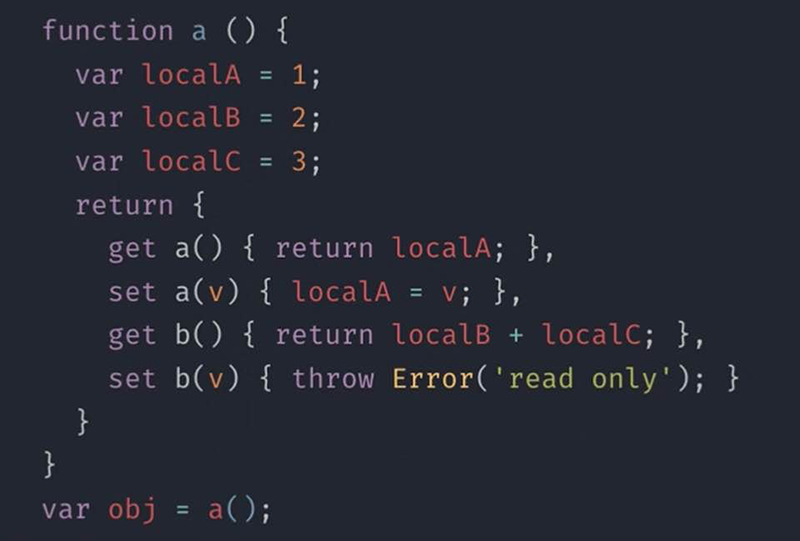 function a () {
  var localA = 1;
  var localB = 2;
  var localC = 3;
  return {
    get a() { return localA; },
    set a(v) { localA = v; },
    get b() { return localB + localC; },
    set b(v) { throw Error('read only'); }
  }
}
var obj = a();